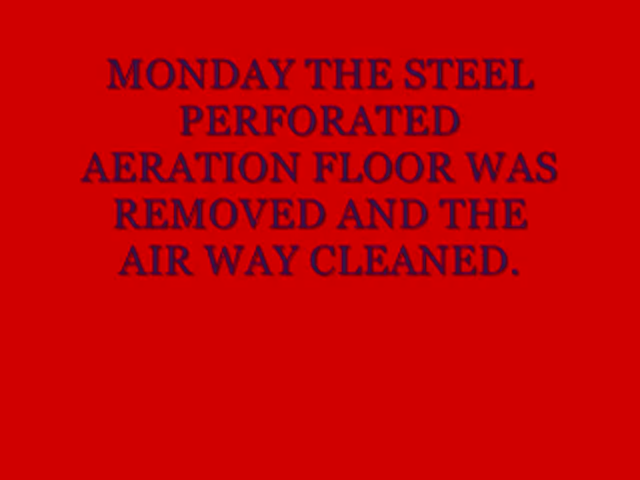 MONDAY THE STEEL
PERFORATED
AERATION FLOOR WAS
REMOVED AND THE
AIR WAY CLEANED.